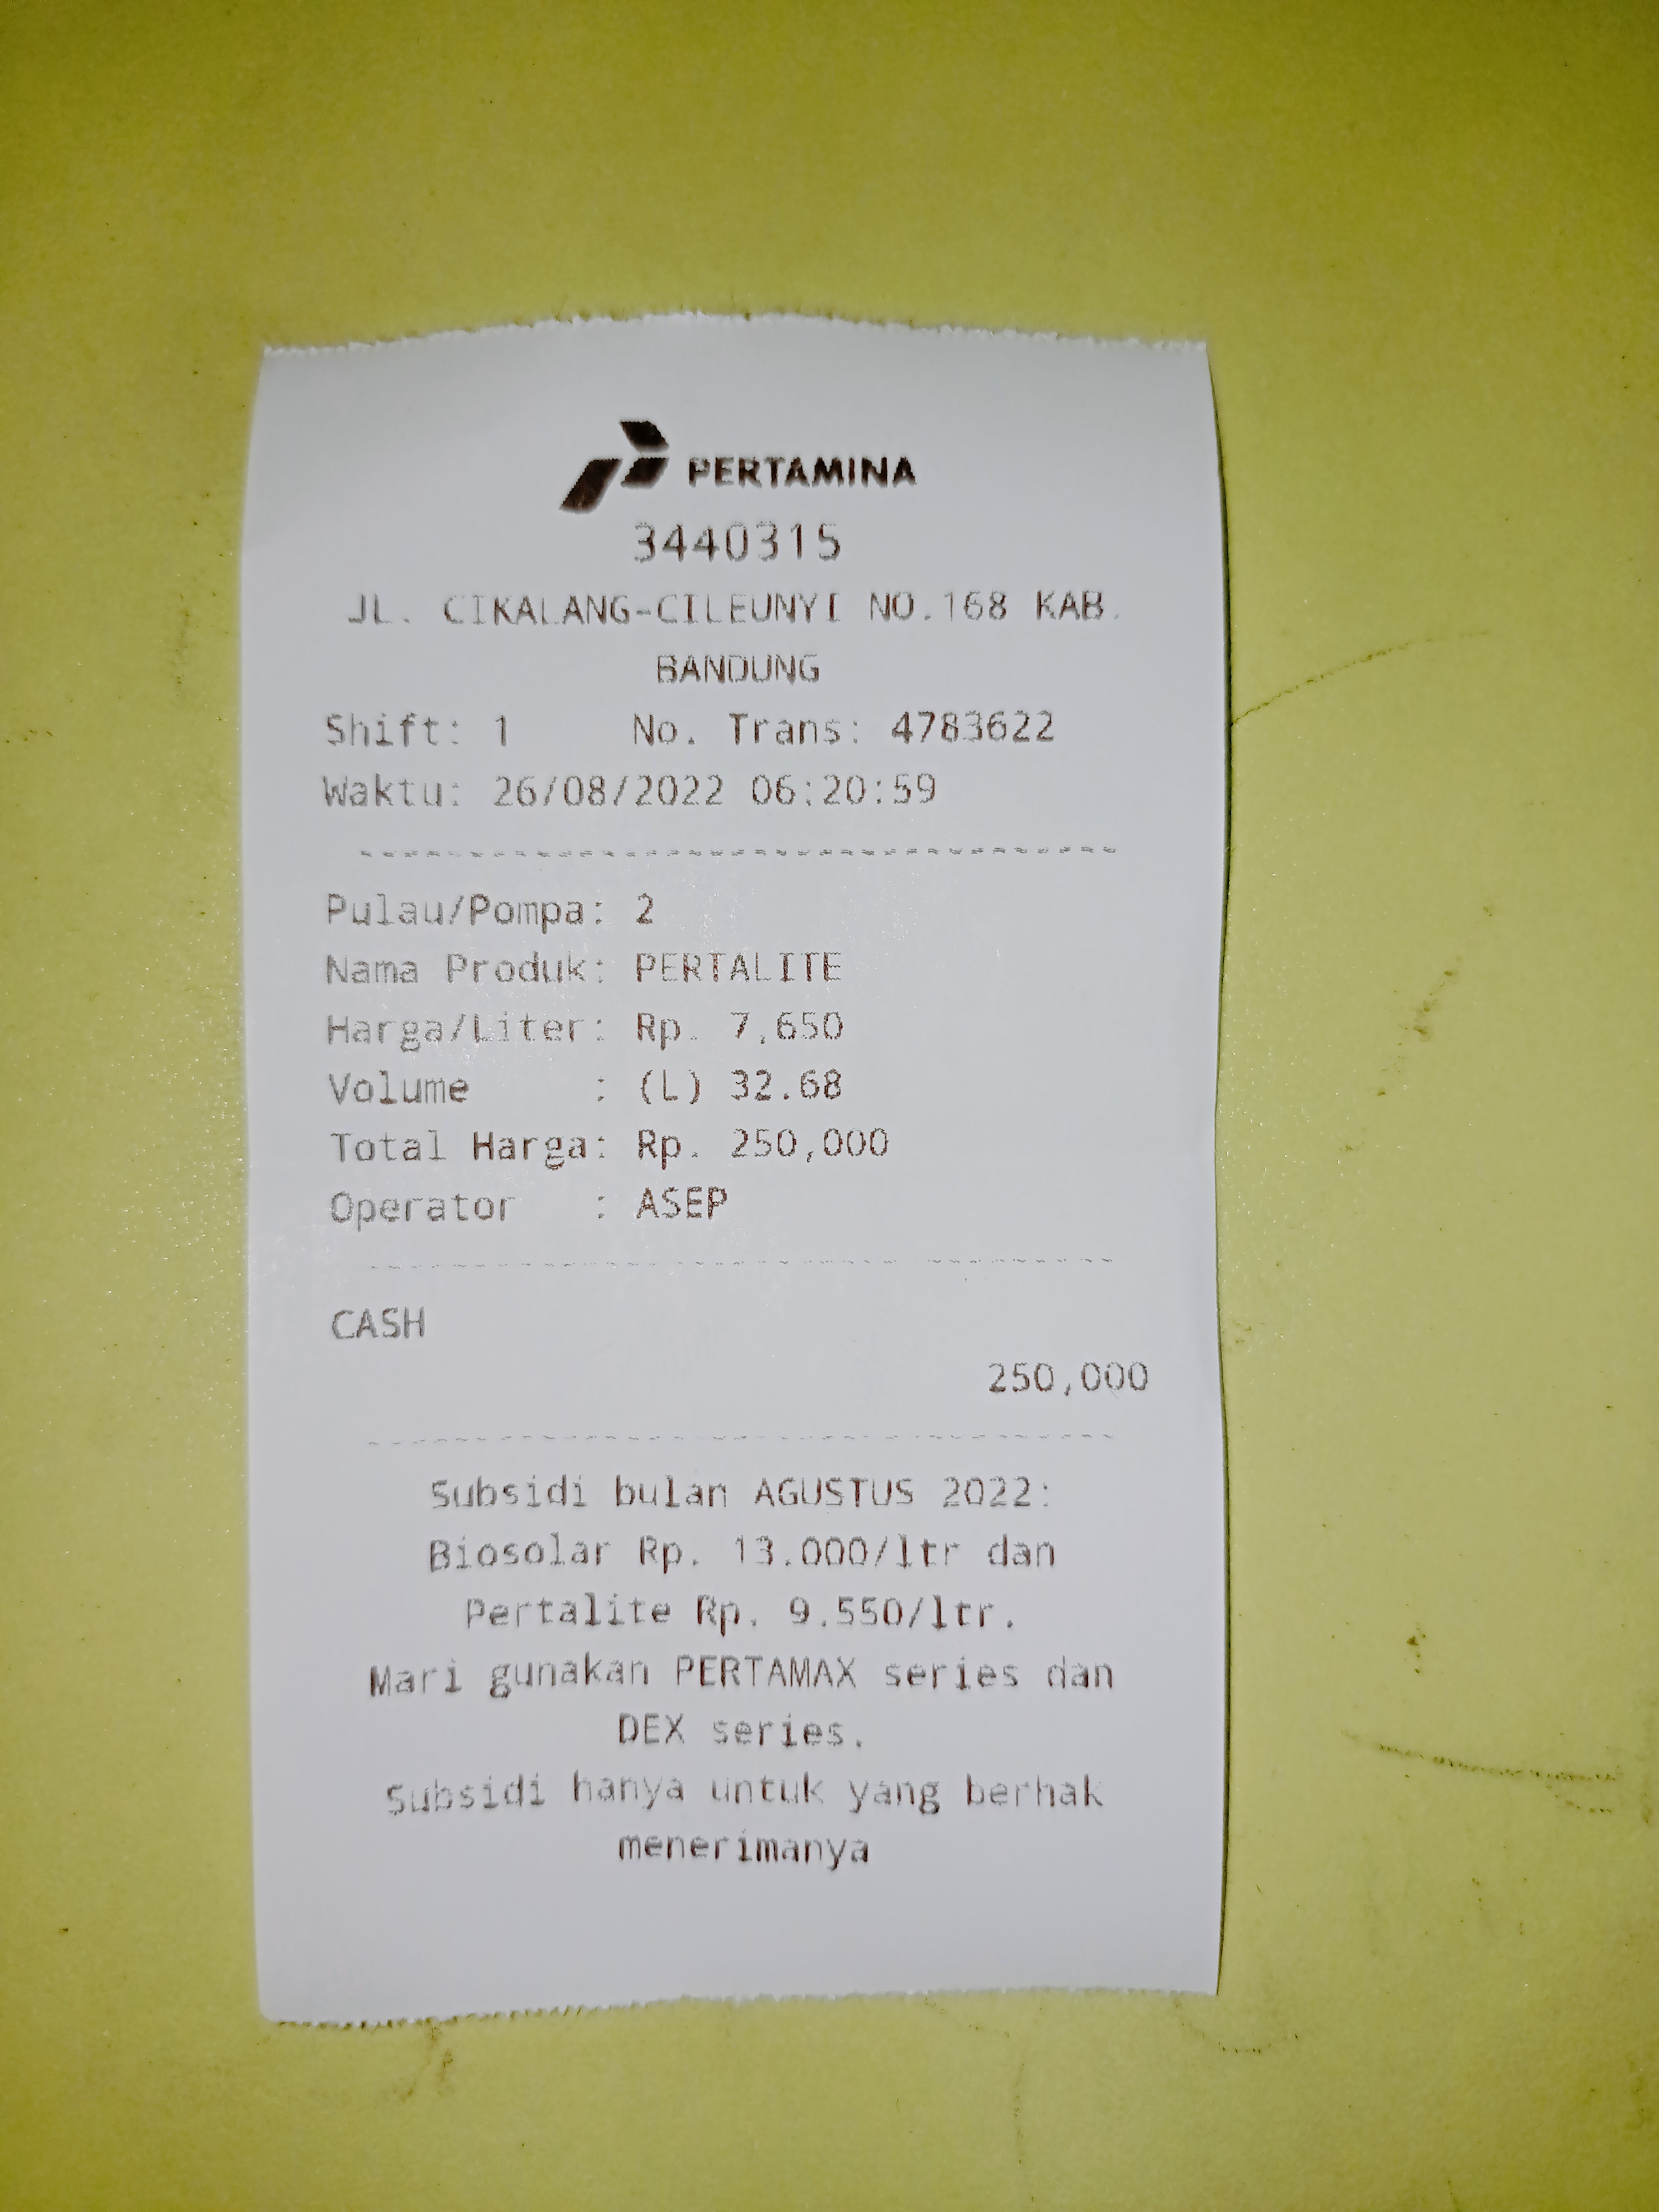 PERTAMINA
3440315
JL. CIKALANG-CILEUNYI NO.168 KAB.
BANDUNG
Shift: 1 No. Trans: 4783622
Waktu: 26/08/2022 06:20:59
Pulau/Pompa: 2
Nama Produk: PERTALITE
Harga/Liter: Rp. 7,650
Volume : (L) 32.68
Total Harga: Rp. 250,000
Operator : ASEP
CASH
250,000
Subsidi bulan AGUSTUS 2022:
Biosolar Rp. 13.000/ltr dan
Pertalite Rp. 9.550/ltr.
Mari gunakan PERTAMAX series dan
DEX series.
Subsidi hanya untuk yang berhak
menerimanya